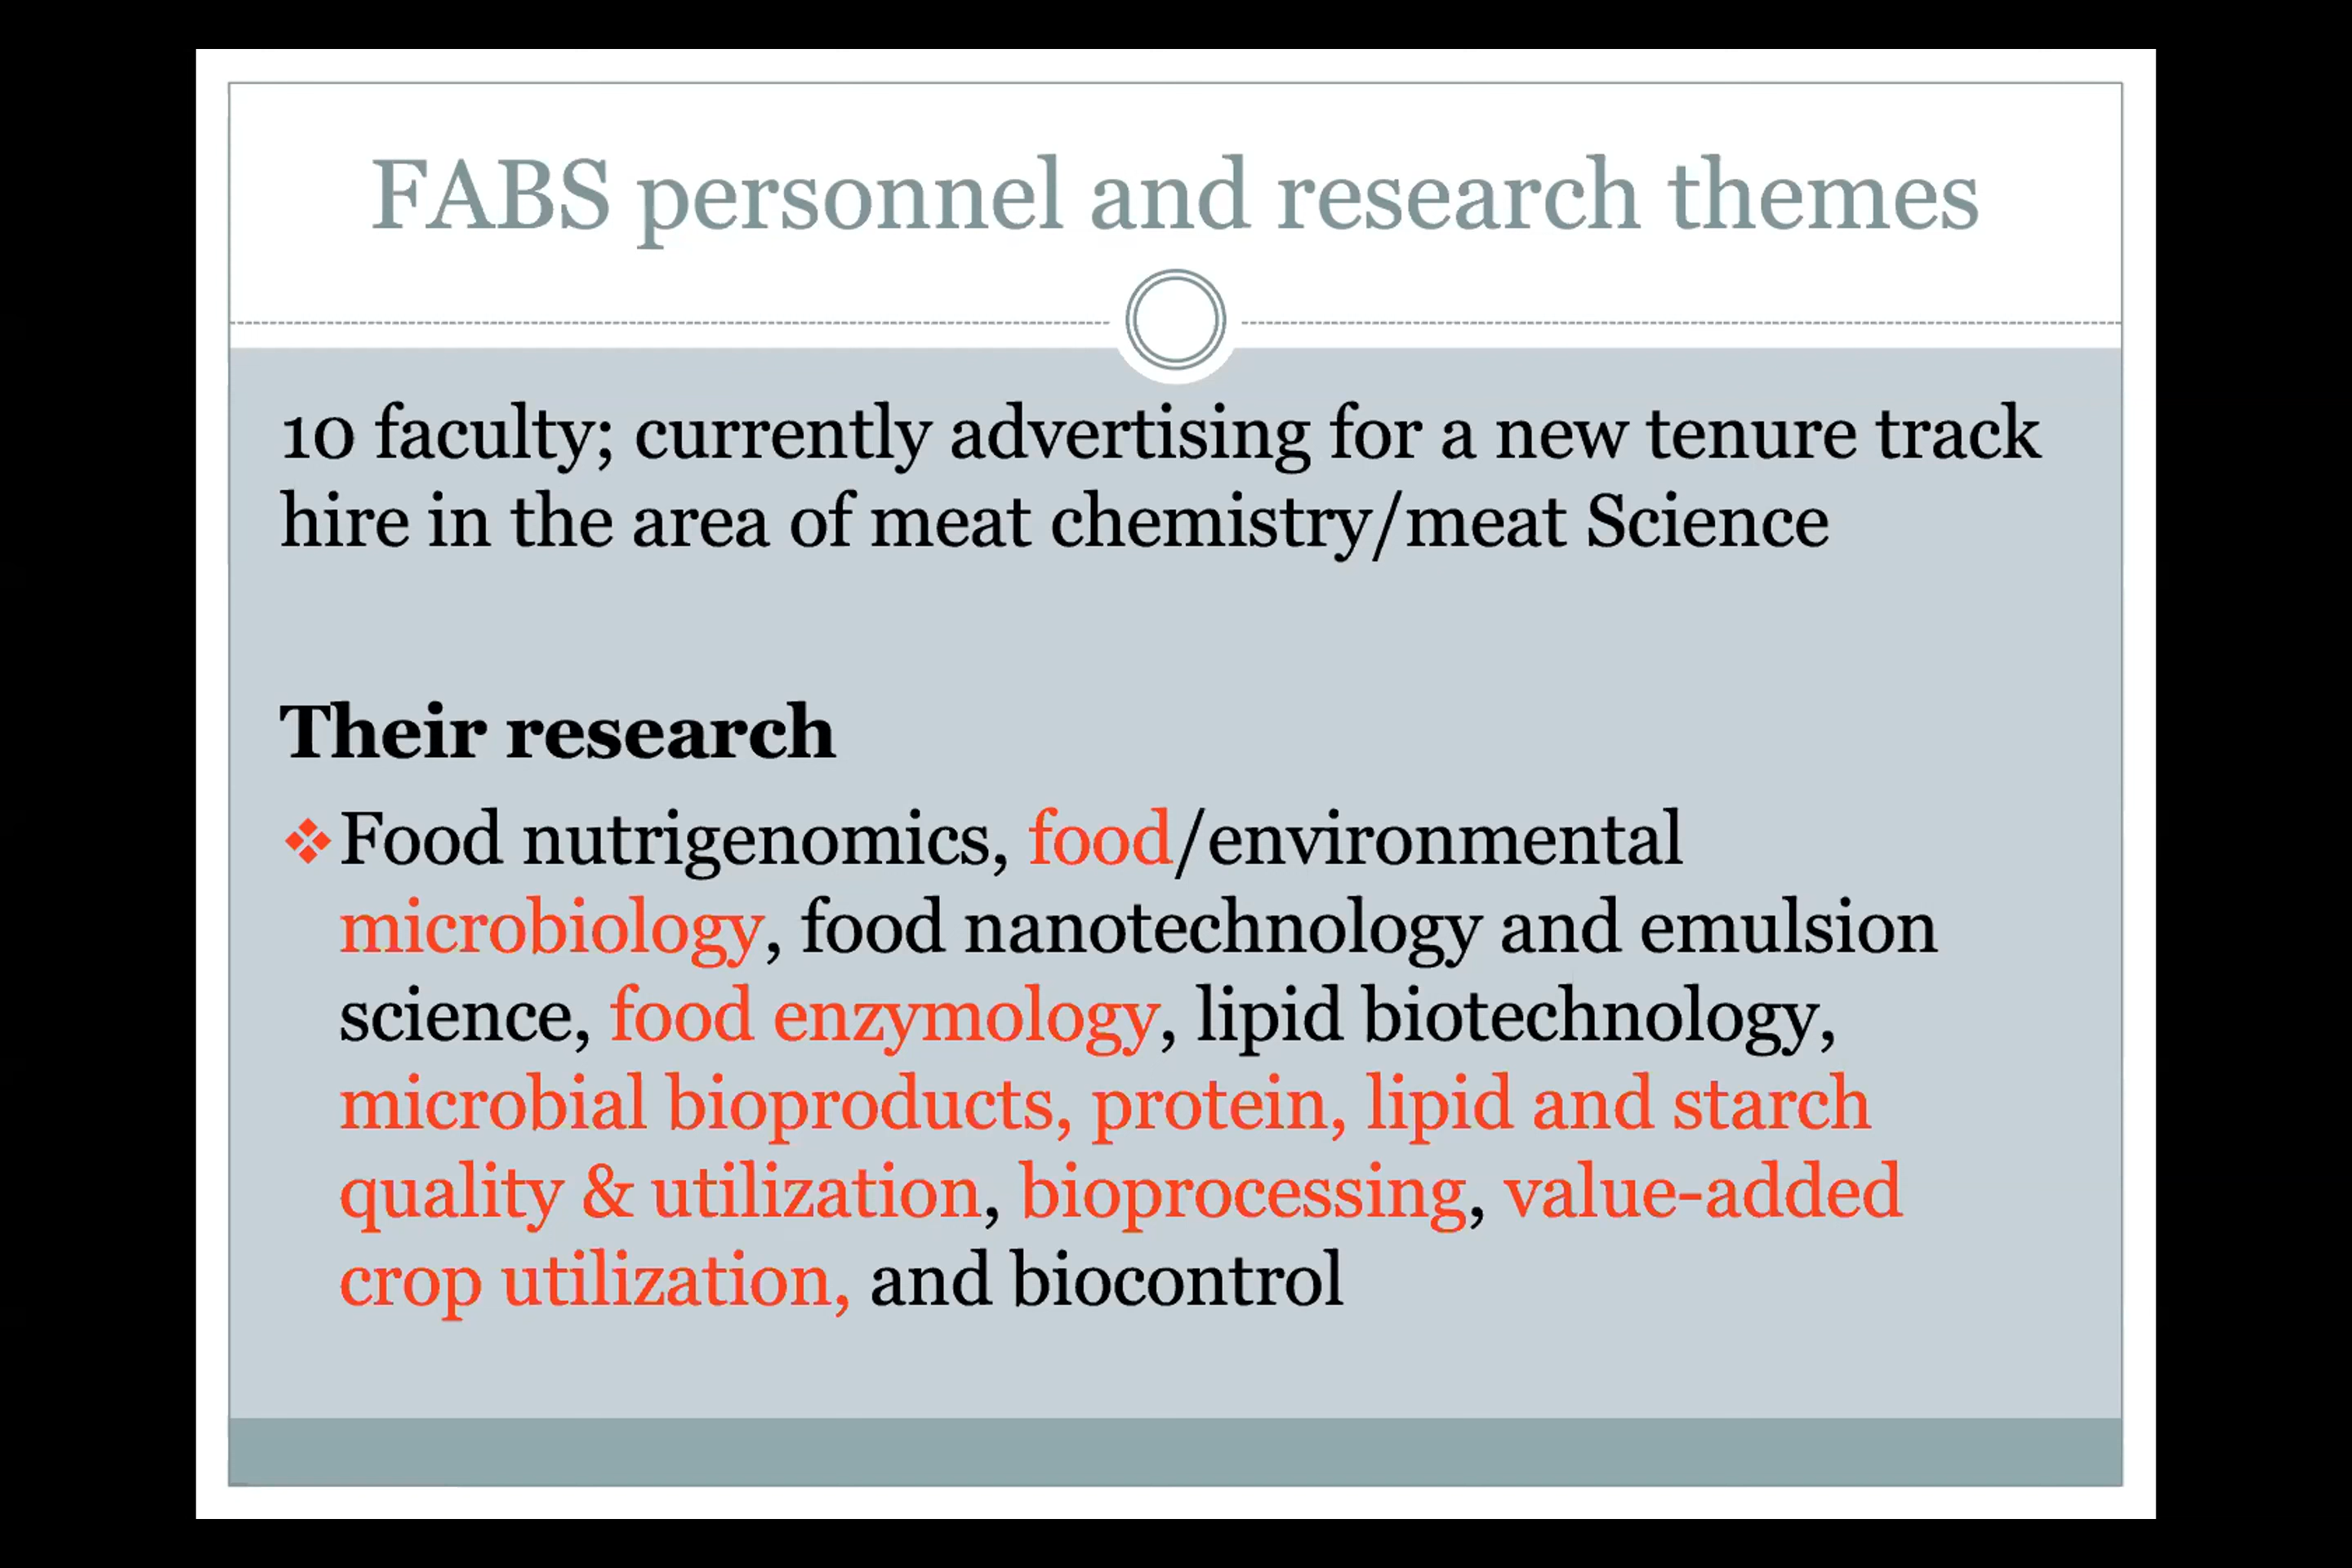 FABS personnel and research themes
10 faculty; currently advertising for a new tenure track
hire in the area of meat chemistry/meat Science
Their research
❖Food nutrigenomics, food/environmental
microbiology, food nanotechnology and emulsion
science, food enzymology, lipid biotechnology,
microbial bioproducts, protein, lipid and starch
quality & utilization, bioprocessing, value-added
crop utilization, and biocontrol